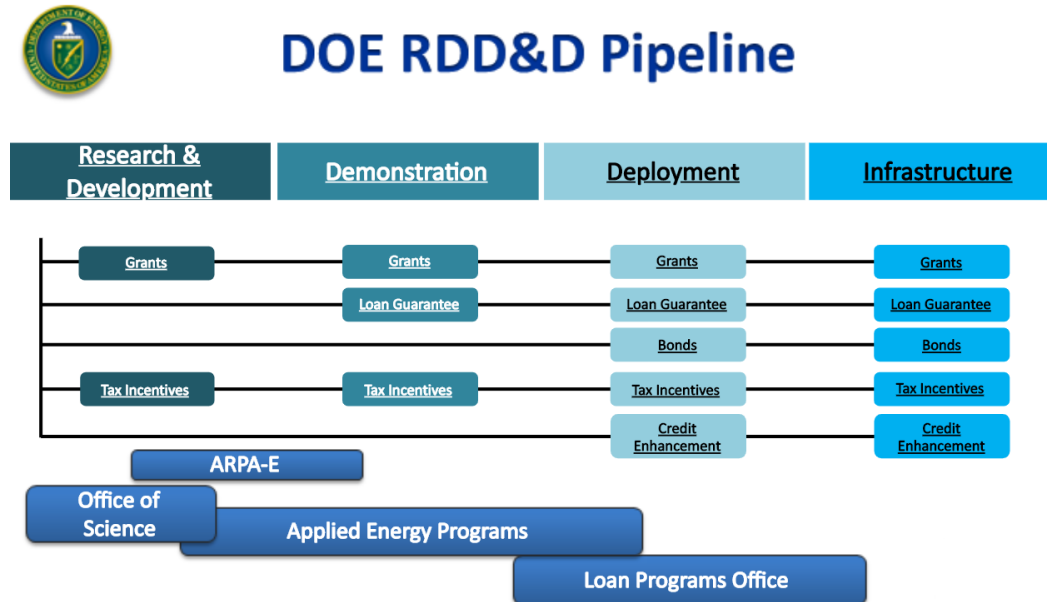 DOE RDD&D Pipeline
Research &
Development
Demonstration
Deployment
Infrastructure
Grants
Grants
Grants
Grants
Loan Guarantee
Loan Guarantee
Loan Guarantee
Bonds
Bonds
Tax Incentives
Tax Incentives
Tax Incentives
Tax Incentives
Credit
Enhancement
Credit
Enhancement
ARPA-E
Office of
Science
Applied Energy Programs
Loan Programs Office